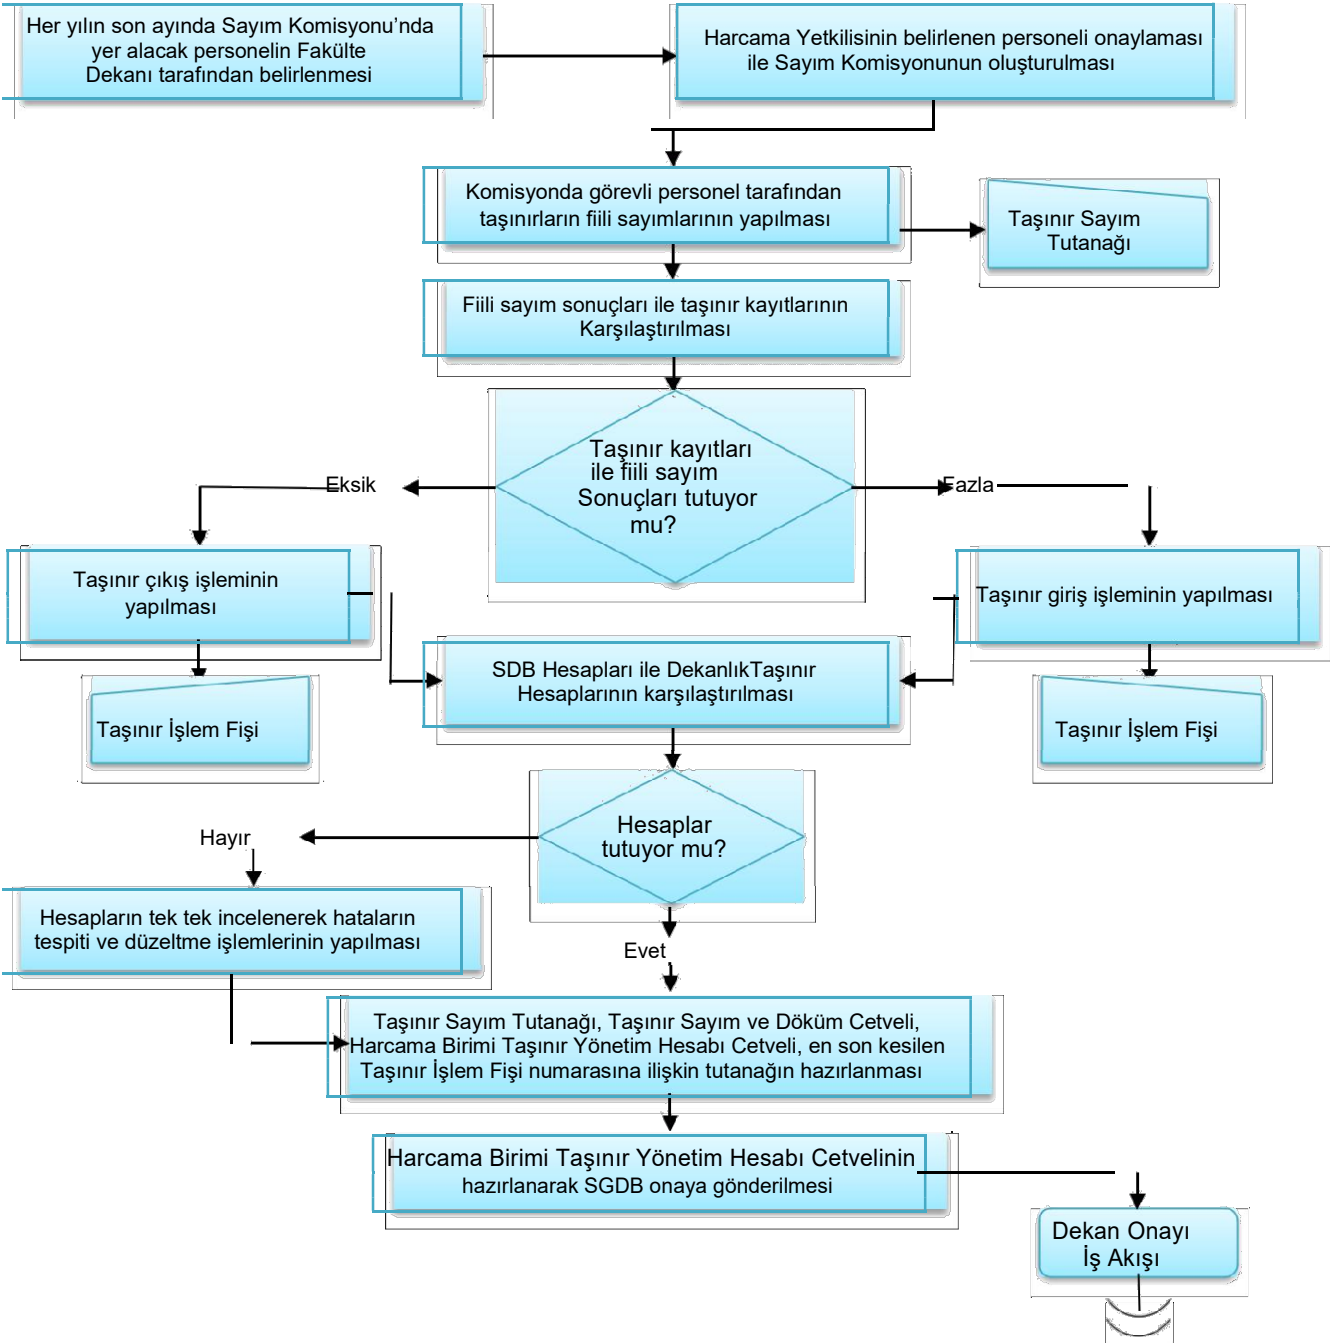 Her yılın son ayında Sayım Komisyonu’nda
yer alacak personelin Fakülte
Dekanı tarafından belirlenmesi
Harcama Yetkilisinin belirlenen personeli onaylaması
ile Sayım Komisyonunun oluşturulması
Komisyonda görevli personel tarafından
taşınırların fiili sayımlarının yapılması
Taşınır Sayım
Tutanağı
Fiili sayım sonuçları ile taşınır kayıtlarının
Karşılaştırılması
Taşınır kayıtları
ile fiili sayım
Sonuçları tutuyor
mu?
Eksik
Fazla
Taşınır çıkış işleminin
yapılması
Taşınır giriş işleminin yapılması
SDB Hesapları ile DekanlıkTaşınır
Hesaplarının karşılaştırılması
Taşınır İşlem Fişi
Taşınır İşlem Fişi
Hesaplar
tutuyor mu?
Hayır
Hesapların tek tek incelenerek hataların
tespiti ve düzeltme işlemlerinin yapılması
Evet
Taşınır Sayım Tutanağı, Taşınır Sayım ve Döküm Cetveli,
Harcama Birimi Taşınır Yönetim Hesabı Cetveli, en son kesilen
Taşınır İşlem Fişi numarasına ilişkin tutanağın hazırlanması
Harcama Birimi Taşınır Yönetim Hesabı Cetvelinin
hazırlanarak SGDB onaya gönderilmesi
Dekan Onayı
İş Akışı